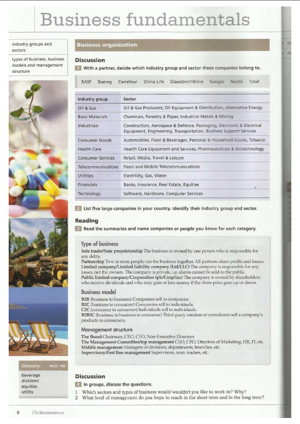 Business fundamentals
Industry groups and
sectors
types of business, business
models and management
structure
Business organization
Discussion
1 With a partner, decide which industry group and sector these companies belong to.
BASF Boeing Carrefour China Life GlaxoSmithKline Google Nestlé Total
Industry group Sector
Oil & Gas Oil & Gas Producers, Oil Equipment & Distribution, Alternative Energy
Basic Materials Chemicals, Forestry & Paper, Industrial Metals & Mining
Industrials Construction, Aerospace & Defence, Packaging, Electronic & Electrical
Equipment, Engineering, Transportation, Business Support Services
Consumer Goods Automobiles, Food & Beverages, Personal & Household Goods, Tobacco
Health Care Health Care Equipment and Services, Pharmaceuticals & Biotechnology
Consumer Services Retail, Media, Travel & Leisure
Telecommunications Fixed and Mobile Telecommunications
Utilities Electricity, Gas, Water
Financials Banks, Insurance, Real Estate, Equities
Technology Software, Hardware, Computer Services
2 List five large companies in your country. Identify their industry group and sector.
Reading
3 Read the summaries and name companies or people you know for each category.
Type of business
Sole trader/Sole proprietorship The business is owned by one person who is responsible for
any debts.
Partnership Two or more people run the business together. All partners share profits and losses.
Limited company/Limited liability company (Ltd/LLC) The company is responsible for any
losses, not the owners. The company is private, i.e. shares cannot be sold to the public.
Public limited company/Corporation (plc/Corp/Inc) The company is owned by shareholders
who receive dividends and who may gain or lose money if the share price goes up or down.
Business model
B2B (business to business) Companies sell to companies.
B2C (business to consumer) Companies sell to individuals.
C2C (consumer to consumer) Individuals sell to individuals.
B2B2C (business to business to consumer) Third party vendors or consultants sell a company's
products to consumers.
Management structure
The Board Chairman, CEO, CFO, Non-Executive Directors
The Management Committee/Top management CEO, CFO, Directors of Marketing, HR, IT, etc.
Middle management Managers of divisions, departments, branches, etc.
Supervisory/First line management Supervisors, team leaders, etc.
Glossary PAGE
beverage
dividend
equities
utility
Discussion
4 In groups, discuss the questions.
1 Which sectors and types of business would/wouldn't you like to work in? Why?
2 What level of management do you hope to reach in the short term and in the long term?